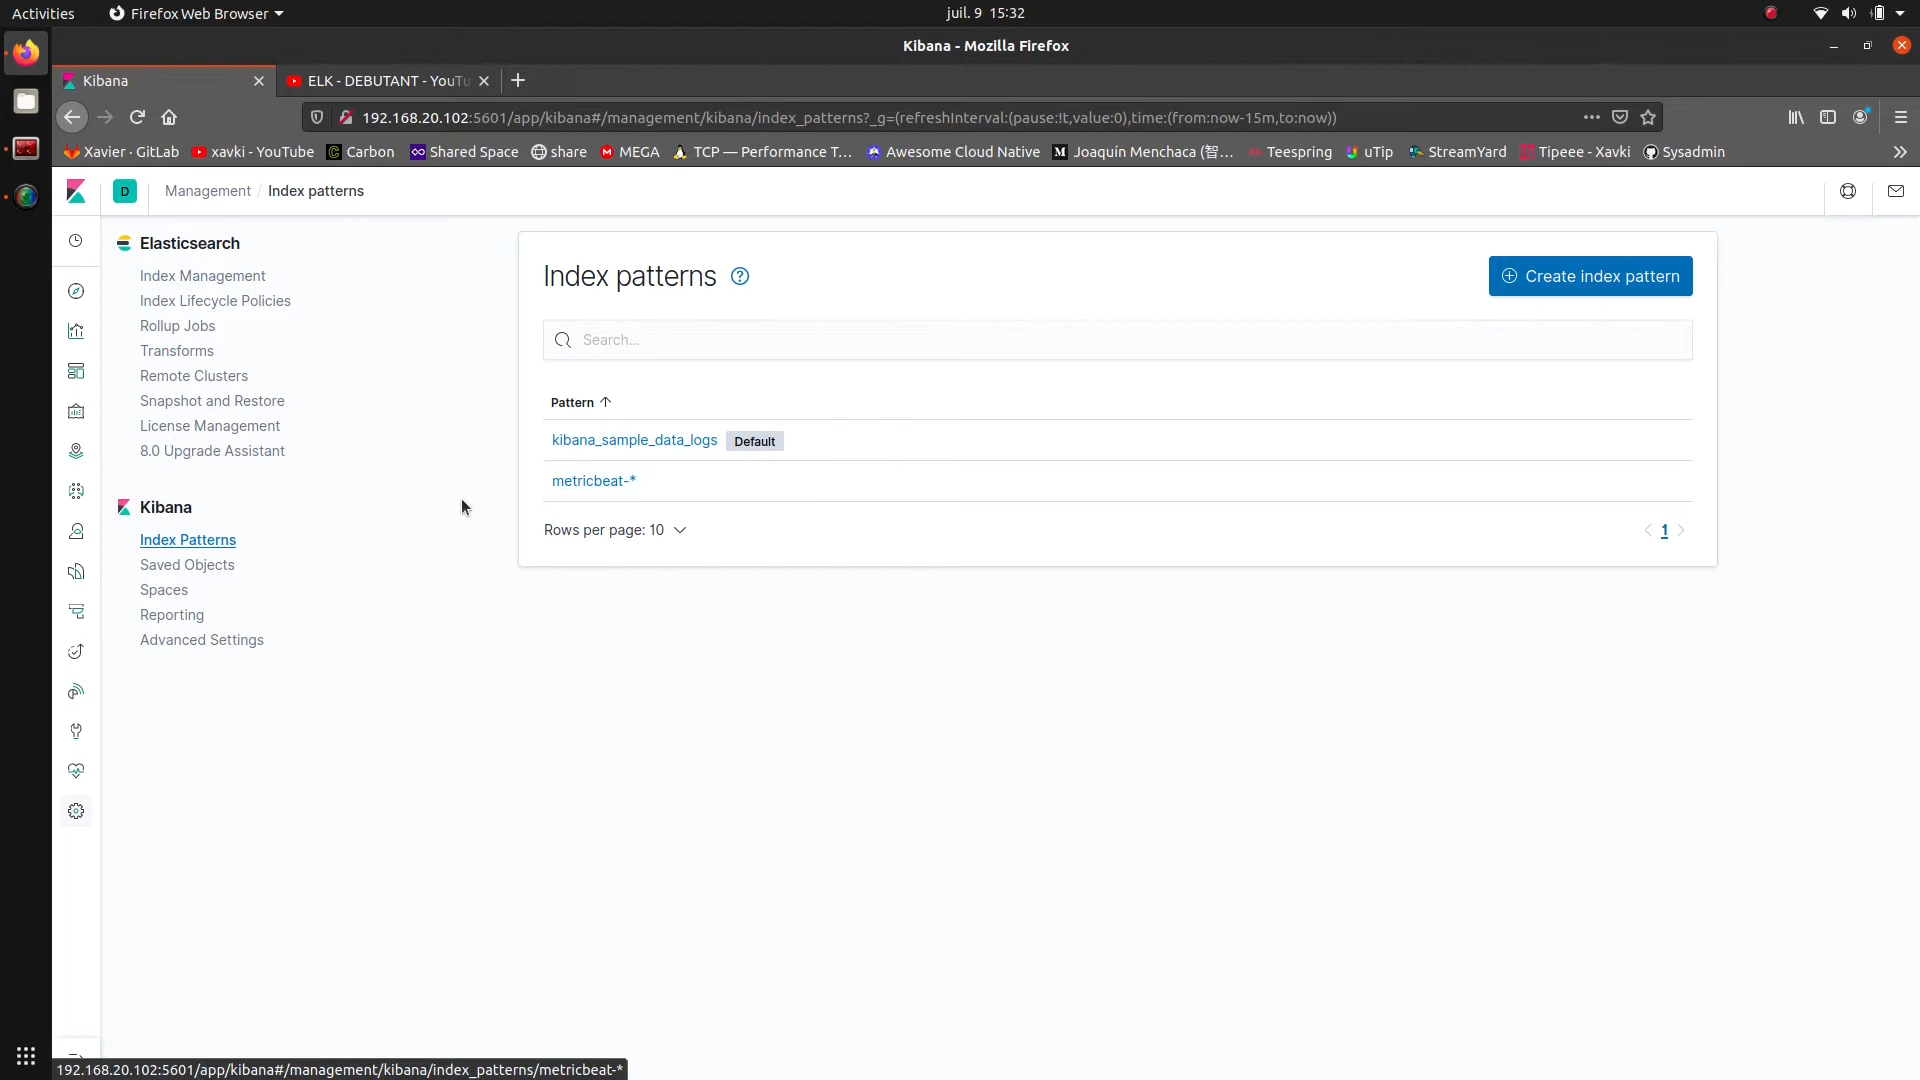 Activities
Firefox Web Browser
juil. 9 15:32
Kibana - Mozilla Firefox
Kibana
ELK - DEBUTANT - YouTu
192.168.20.102:5601/app/kibana#/management/kibana/index_patterns?_g=(refreshInterval:(pause:!t,value:0),time:(from:now-15m,to:now))
Xavier · GitLab
xavki - YouTube
Carbon
Shared Space
share
MEGA
TCP — Performance T…
Awesome Cloud Native
Joaquín Menchaca (智…
Teespring
uTip
StreamYard
Tipeee - Xavki
Sysadmin
D
Management / Index patterns
Elasticsearch
Index Management
Index Lifecycle Policies
Rollup Jobs
Transforms
Remote Clusters
Snapshot and Restore
License Management
8.0 Upgrade Assistant
Kibana
Index Patterns
Saved Objects
Spaces
Reporting
Advanced Settings
Index patterns
Create index pattern
Search...
Pattern
kibana_sample_data_logs Default
metricbeat-*
Rows per page: 10
1
192.168.20.102:5601/app/kibana#/management/kibana/index_patterns/metricbeat-*